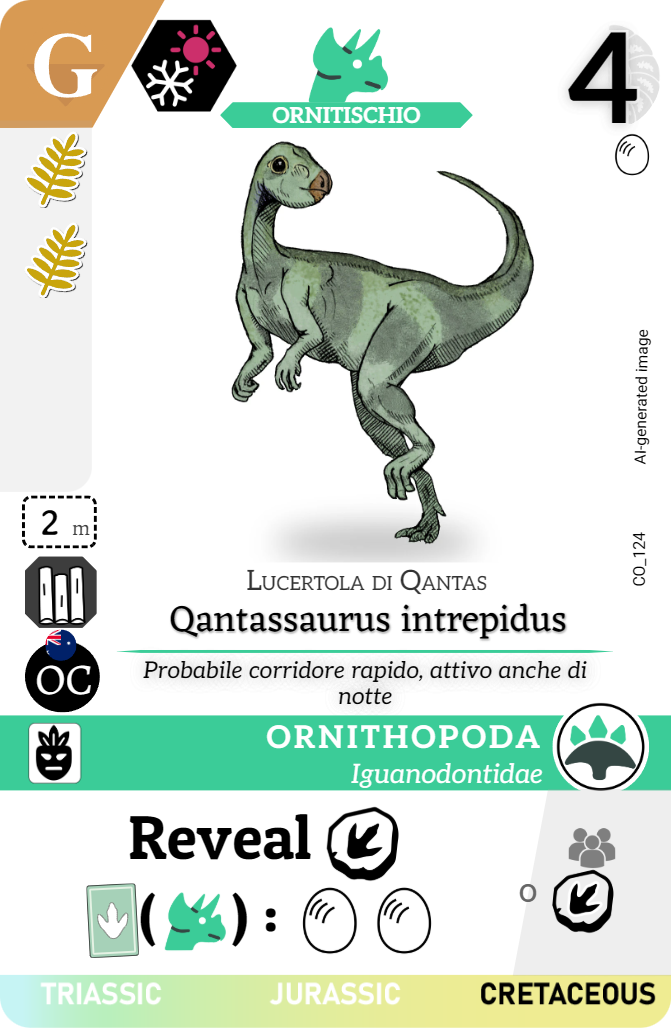 G
4
ORNITISCHIO
AI-generated image
CO_124
2 m
OC
Lucertola di Qantas
Qantassaurus intrepidus
Probabile corridore rapido, attivo anche di
notte
ORNITHOPODA
Iguanodontidae
Reveal
( ) :
O
TRIASSIC JURASSIC CRETACEOUS